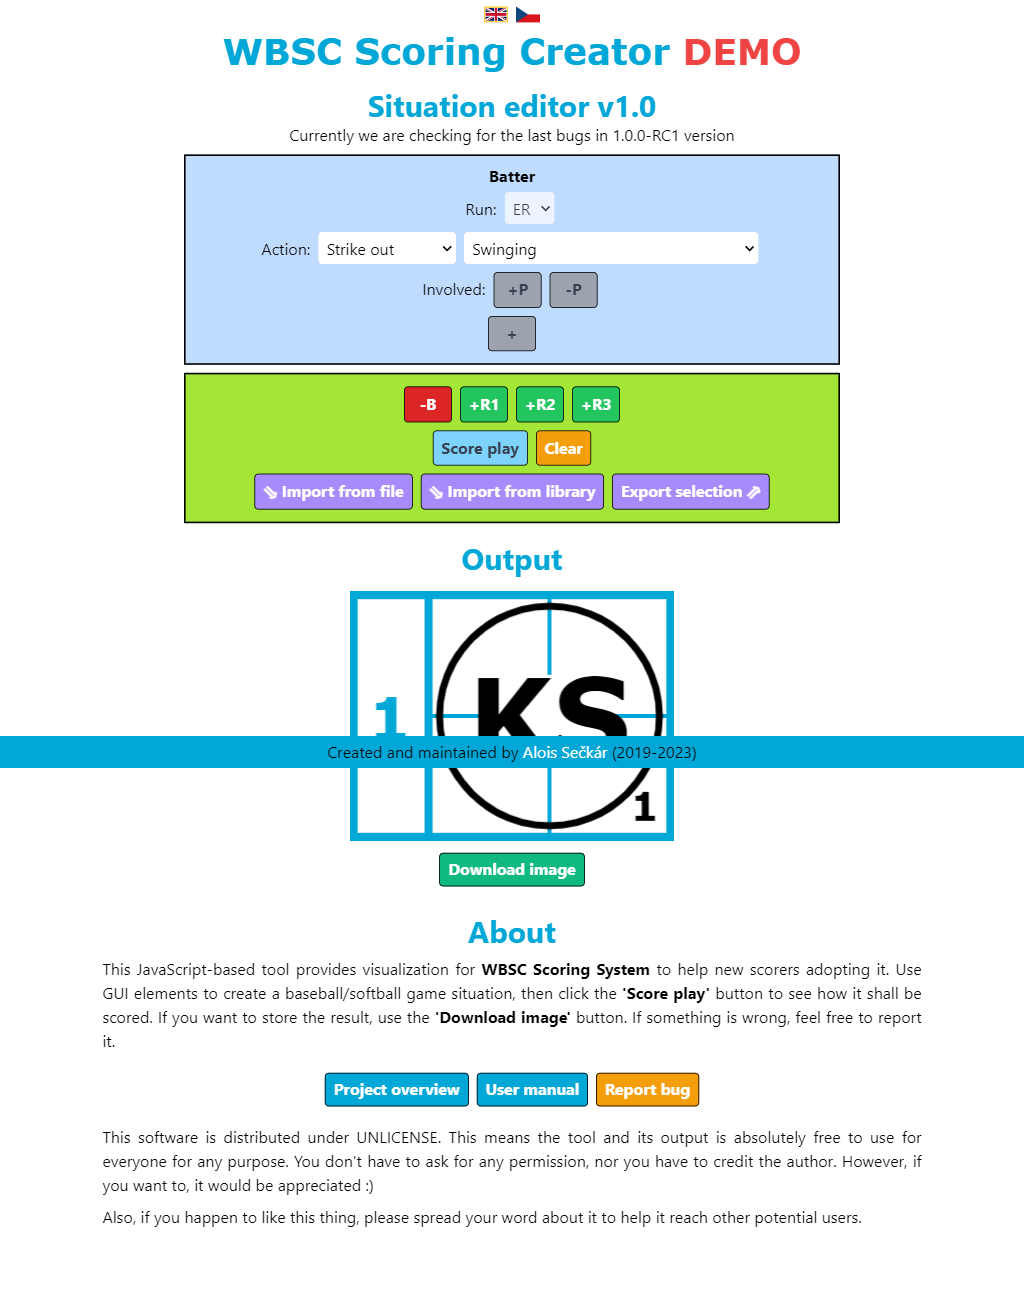 WBSC Scoring Creator DEMO
Situation editor v1.0
Currently we are checking for the last bugs in 1.0.0-RC1 version
Batter
Run: ER
Action: Strike out Swinging
Involved: +P -P
+
-B +R1 +R2 +R3
Score play Clear
⇘ Import from file ⇘ Import from library Export selection ⇗
Output
1 KS
Created and maintained by Alois Sečkár (2019-2023)
1
Download image
About
This JavaScript-based tool provides visualization for WBSC Scoring System to help new scorers adopting it. Use
GUI elements to create a baseball/softball game situation, then click the 'Score play' button to see how it shall be
scored. If you want to store the result, use the 'Download image' button. If something is wrong, feel free to report
it.
Project overview User manual Report bug
This software is distributed under UNLICENSE. This means the tool and its output is absolutely free to use for
everyone for any purpose. You don't have to ask for any permission, nor you have to credit the author. However, if
you want to, it would be appreciated :)
Also, if you happen to like this thing, please spread your word about it to help it reach other potential users.